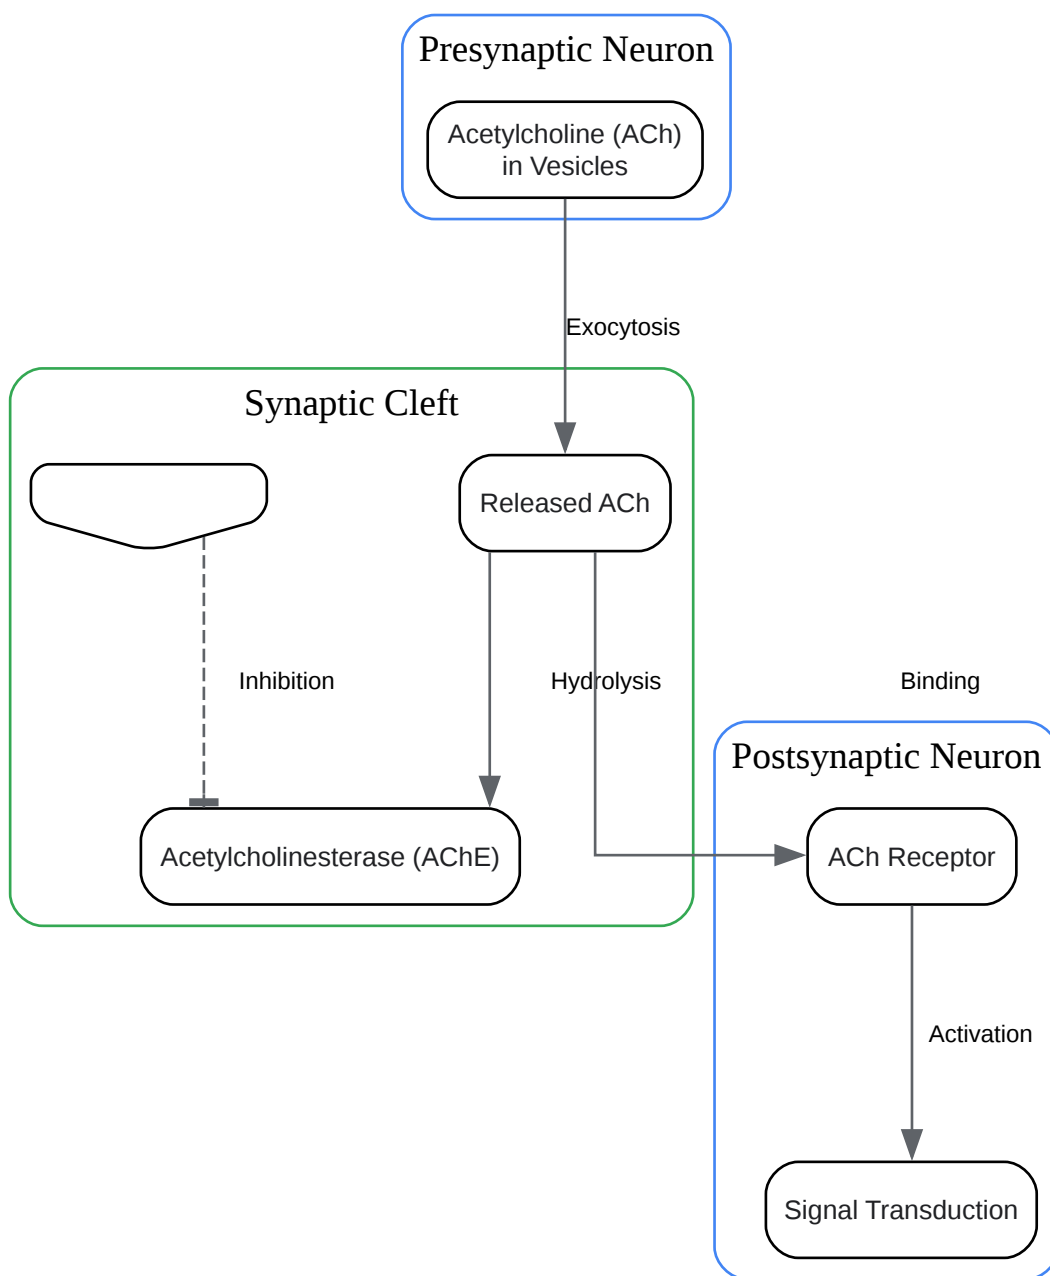 Presynaptic Neuron
Acetylcholine (ACh)
in Vesicles
Exocytosis
Synaptic Cleft
Released ACh
Inhibition
Hydrolysis
Binding
Postsynaptic Neuron
Acetylcholinesterase (AChE)
ACh Receptor
Activation
Signal Transduction